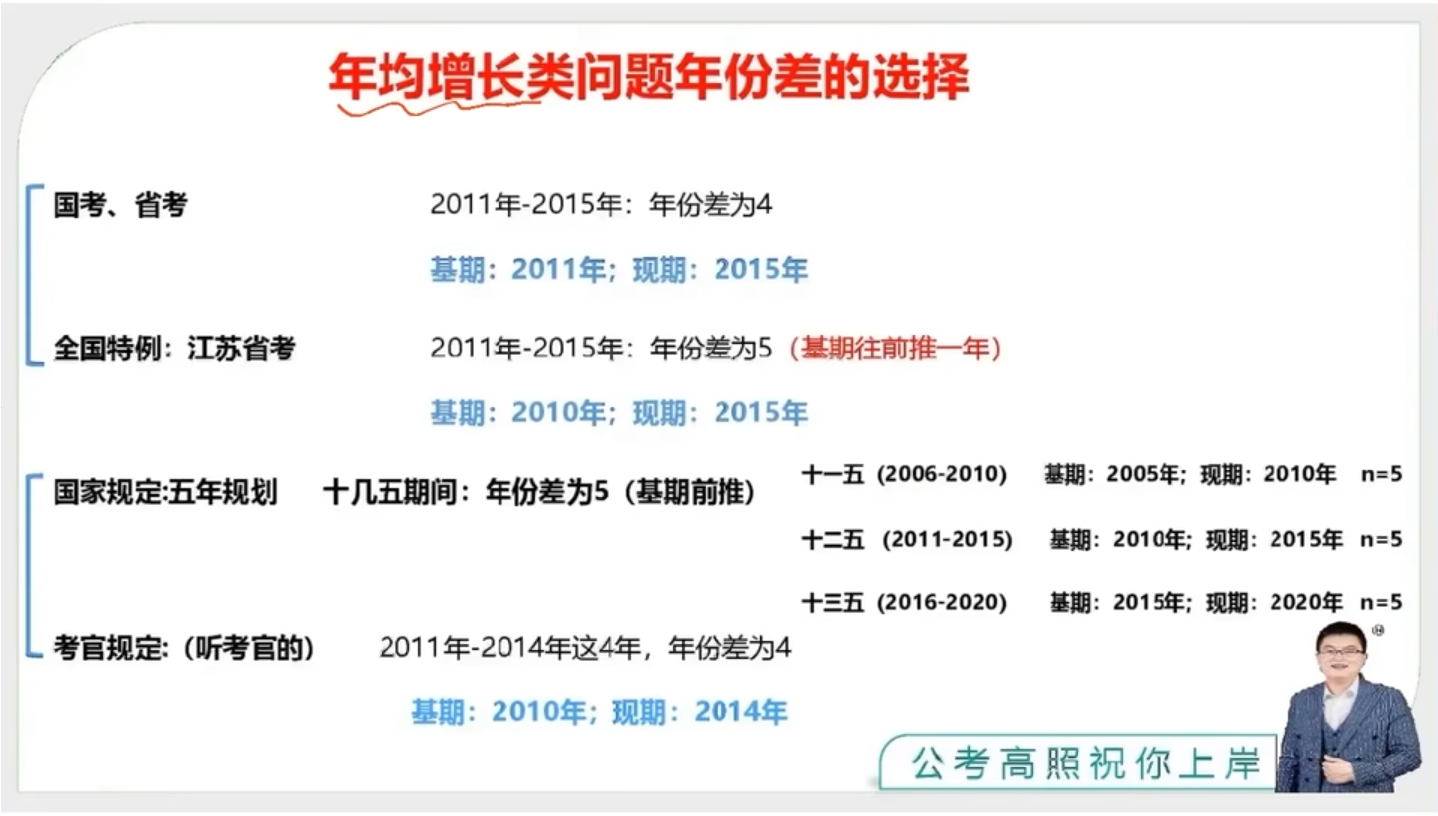 年均增长类问题年份差的选择
国考、省考 2011年-2015年：年份差为4
基期：2011年；现期：2015年
全国特例：江苏省考 2011年-2015年：年份差为5（基期往前推一年）
基期：2010年；现期：2015年
国家规定:五年规划 十几五期间：年份差为5（基期前推）
十一五 (2006-2010) 基期：2005年；现期：2010年 n=5
十二五 (2011-2015) 基期：2010年；现期：2015年 n=5
十三五 (2016-2020) 基期：2015年；现期：2020年 n=5
考官规定:（听考官的） 2011年-2014年这4年，年份差为4
基期：2010年；现期：2014年
公考高照祝你上岸